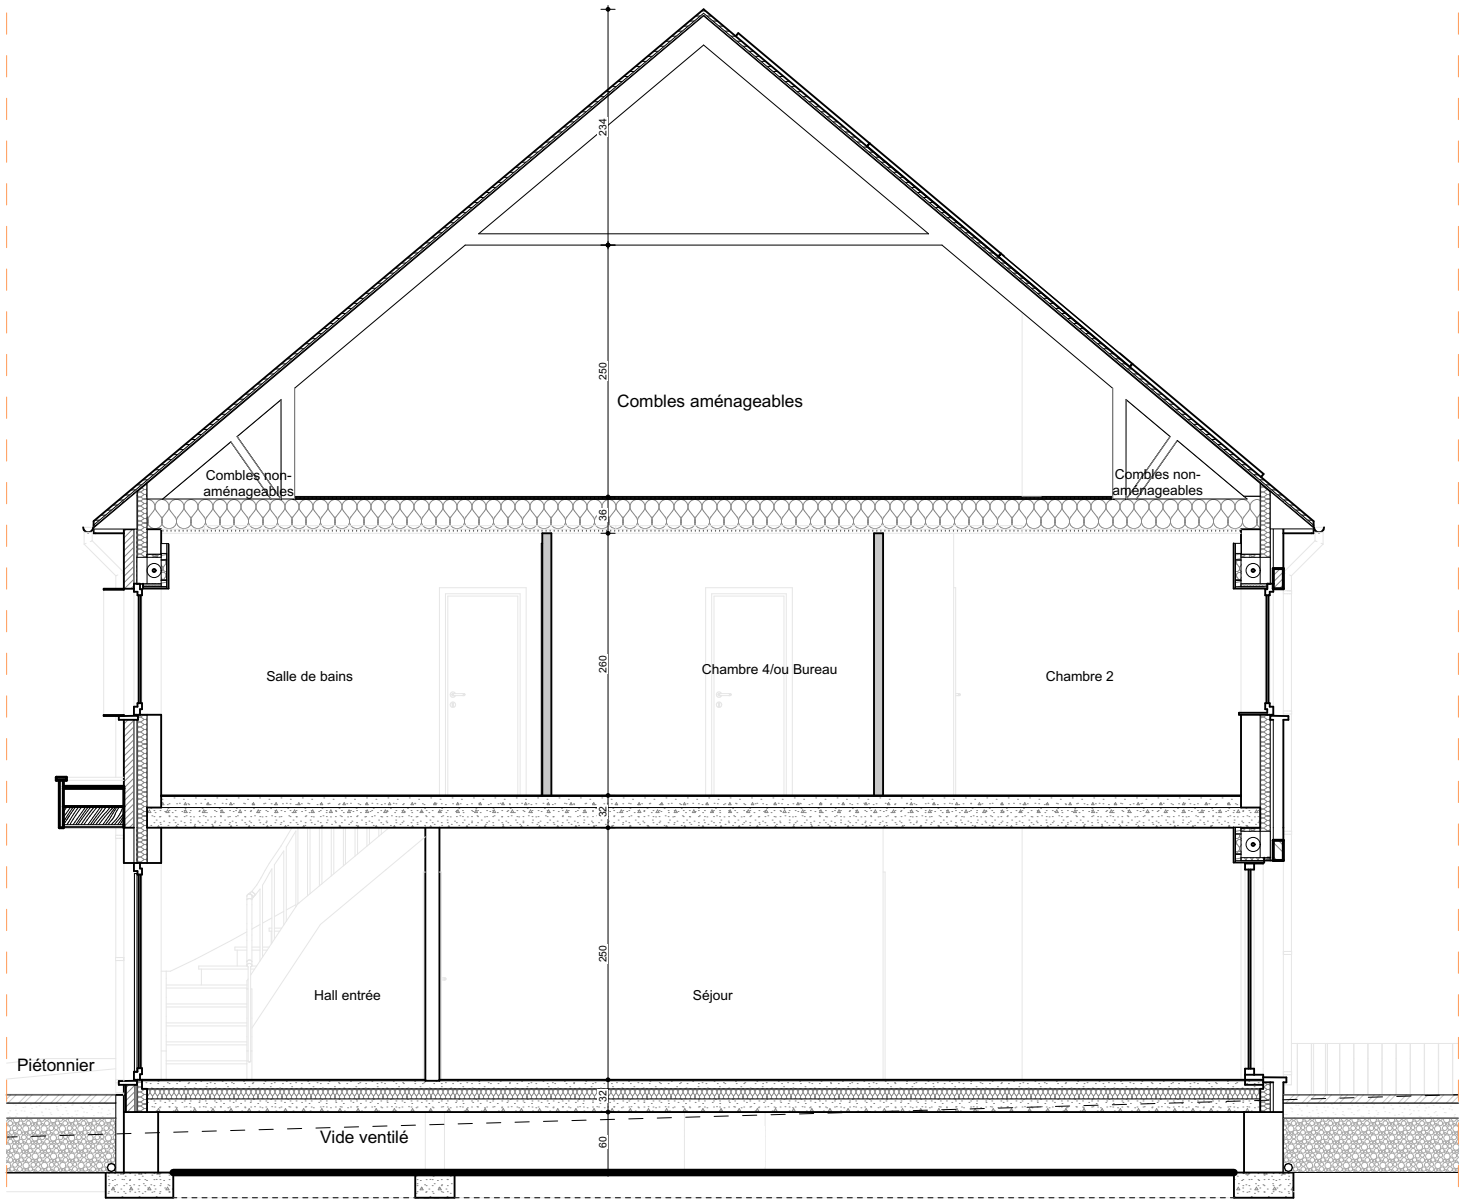 234
250
Combles aménageables
Combles non-
aménageables
Combles non-
aménageables
36
Salle de bains
260
Chambre 4/ou Bureau
Chambre 2
32
250
Hall entrée
Séjour
Piétonnier
32
Vide ventilé
60